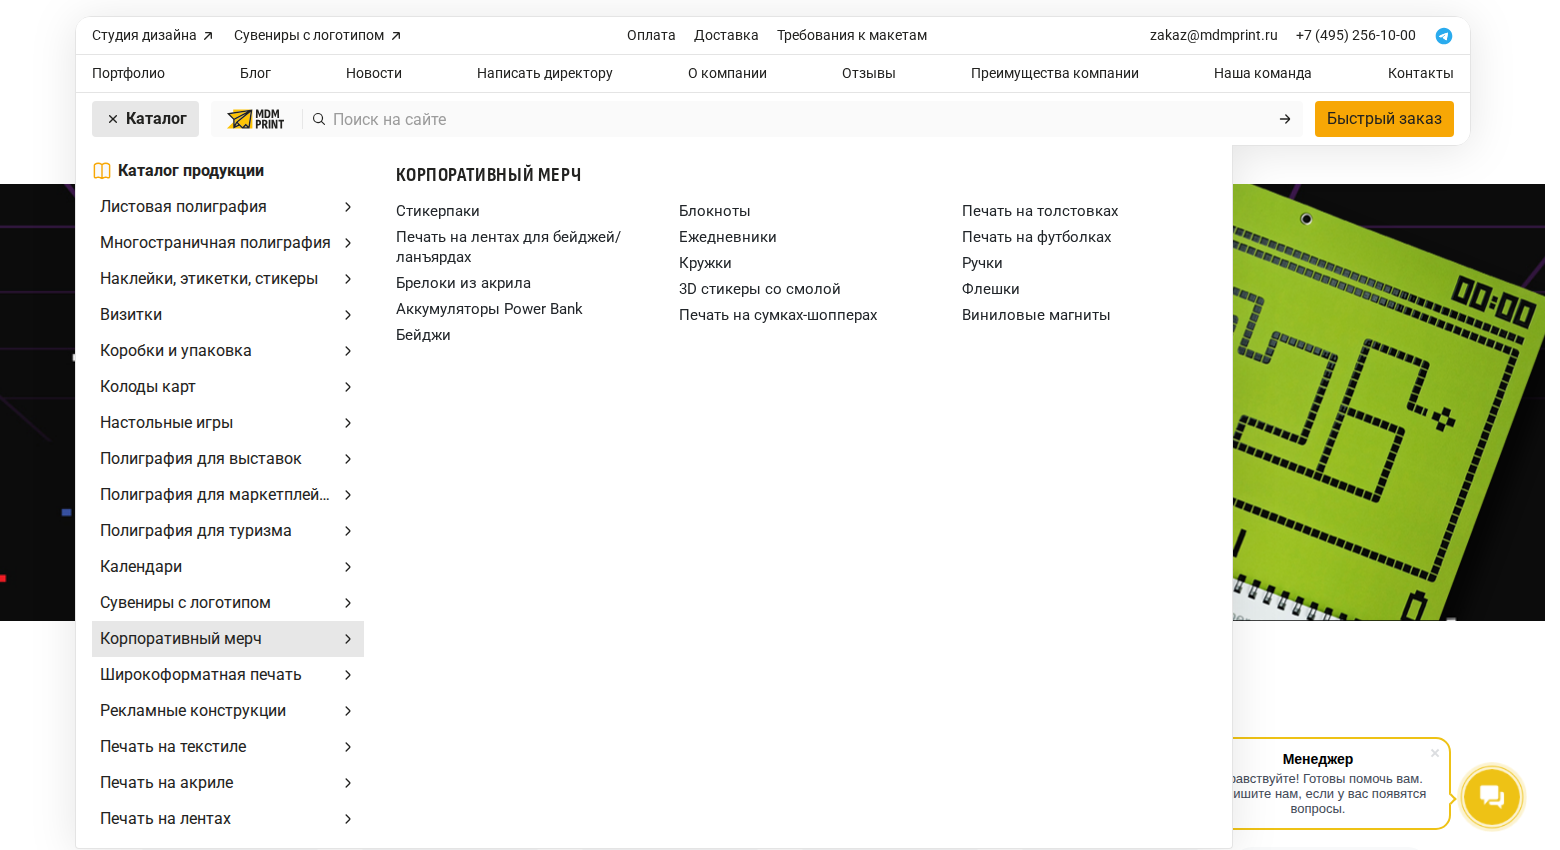 Студия дизайна
Сувениры с логотипом
Оплата
Доставка
Требования к макетам
zakaz@mdmprint.ru
+7 (495) 256-10-00
Портфолио
Блог
Новости
Написать директору
О компании
Отзывы
Преимущества компании
Наша команда
Контакты
Каталог
MDM
PRINT
Поиск на сайте
Быстрый заказ
Каталог продукции
Листовая полиграфия
Многостраничная полиграфия
Наклейки, этикетки, стикеры
Визитки
Коробки и упаковка
Колоды карт
Настольные игры
Полиграфия для выставок
Полиграфия для маркетплей...
Полиграфия для туризма
Календари
Сувениры с логотипом
Корпоративный мерч
Широкоформатная печать
Рекламные конструкции
Печать на текстиле
Печать на акриле
Печать на лентах
КОРПОРАТИВНЫЙ МЕРЧ
Стикерпаки
Печать на лентах для бейджей/
ланъярдах
Брелоки из акрила
Аккумуляторы Power Bank
Бейджи
Блокноты
Ежедневники
Кружки
3D стикеры со смолой
Печать на сумках-шопперах
Печать на толстовках
Печать на футболках
Ручки
Флешки
Виниловые магниты
00:00
Менеджер
равствуйте! Готовы помочь вам.
ишите нам, если у вас появятся
вопросы.